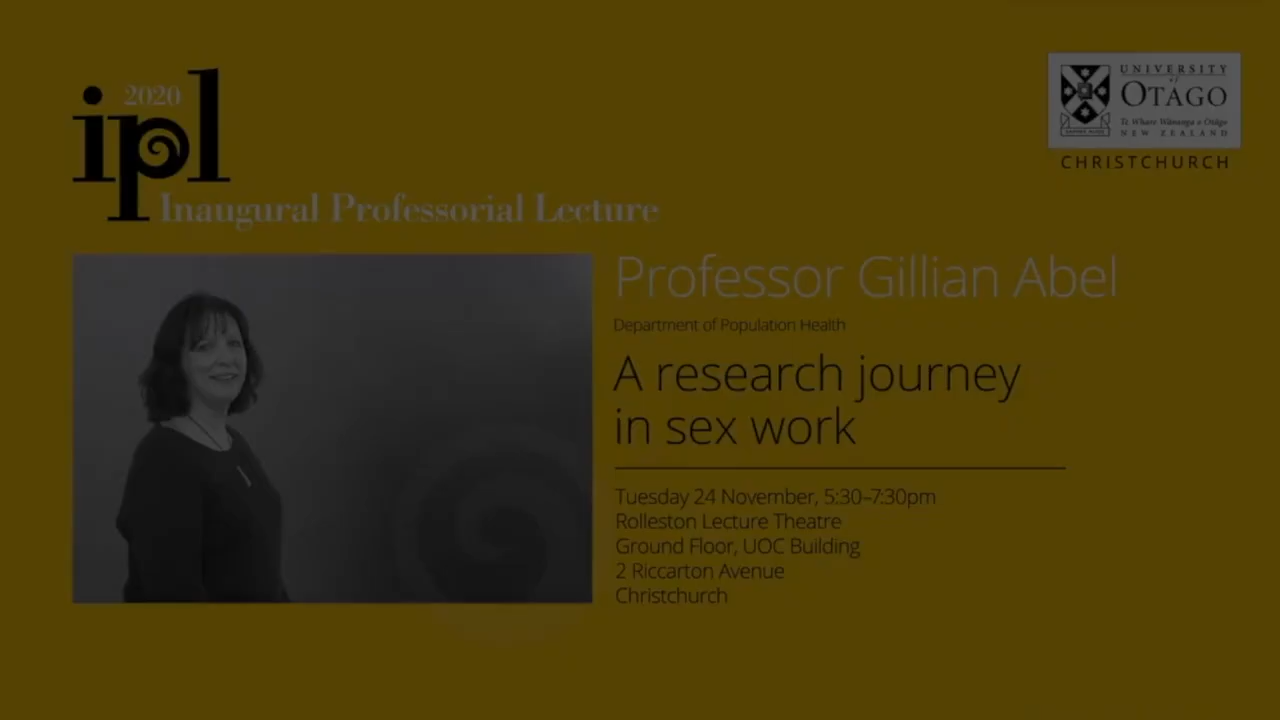 2020
ipl
Inaugural Professorial Lecture
UNIVERSITY
of
OTAGO
Te Whare Wānanga o Otāgo
NEW ZEALAND
CHRISTCHURCH
Professor Gillian Abel
Department of Population Health
A research journey
in sex work
Tuesday 24 November, 5:30–7:30pm
Rolleston Lecture Theatre
Ground Floor, UOC Building
2 Riccarton Avenue
Christchurch